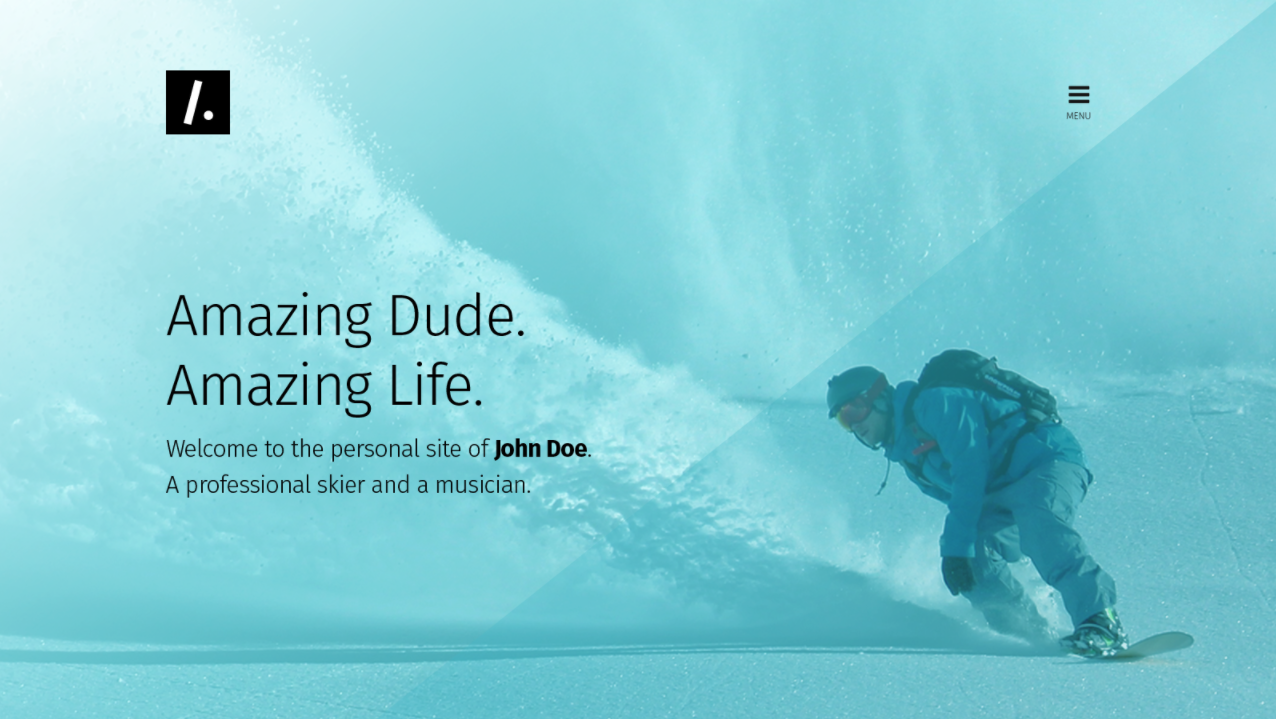 /.
MENU
Amazing Dude.
Amazing Life.
Welcome to the personal site of John Doe.
A professional skier and a musician.